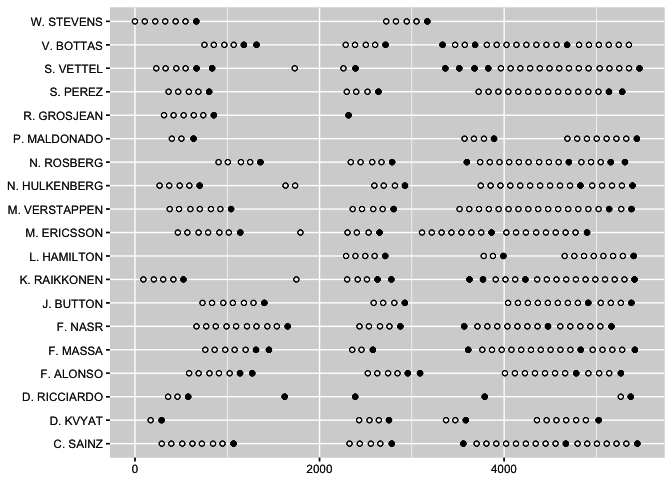 W. STEVENS
V. BOTTAS
S. VETTEL
S. PEREZ
R. GROSJEAN
P. MALDONADO
N. ROSBERG
N. HULKENBERG
M. VERSTAPPEN
M. ERICSSON
L. HAMILTON
K. RAIKKONEN
J. BUTTON
F. NASR
F. MASSA
F. ALONSO
D. RICCIARDO
D. KVYAT
C. SAINZ
0 2000 4000